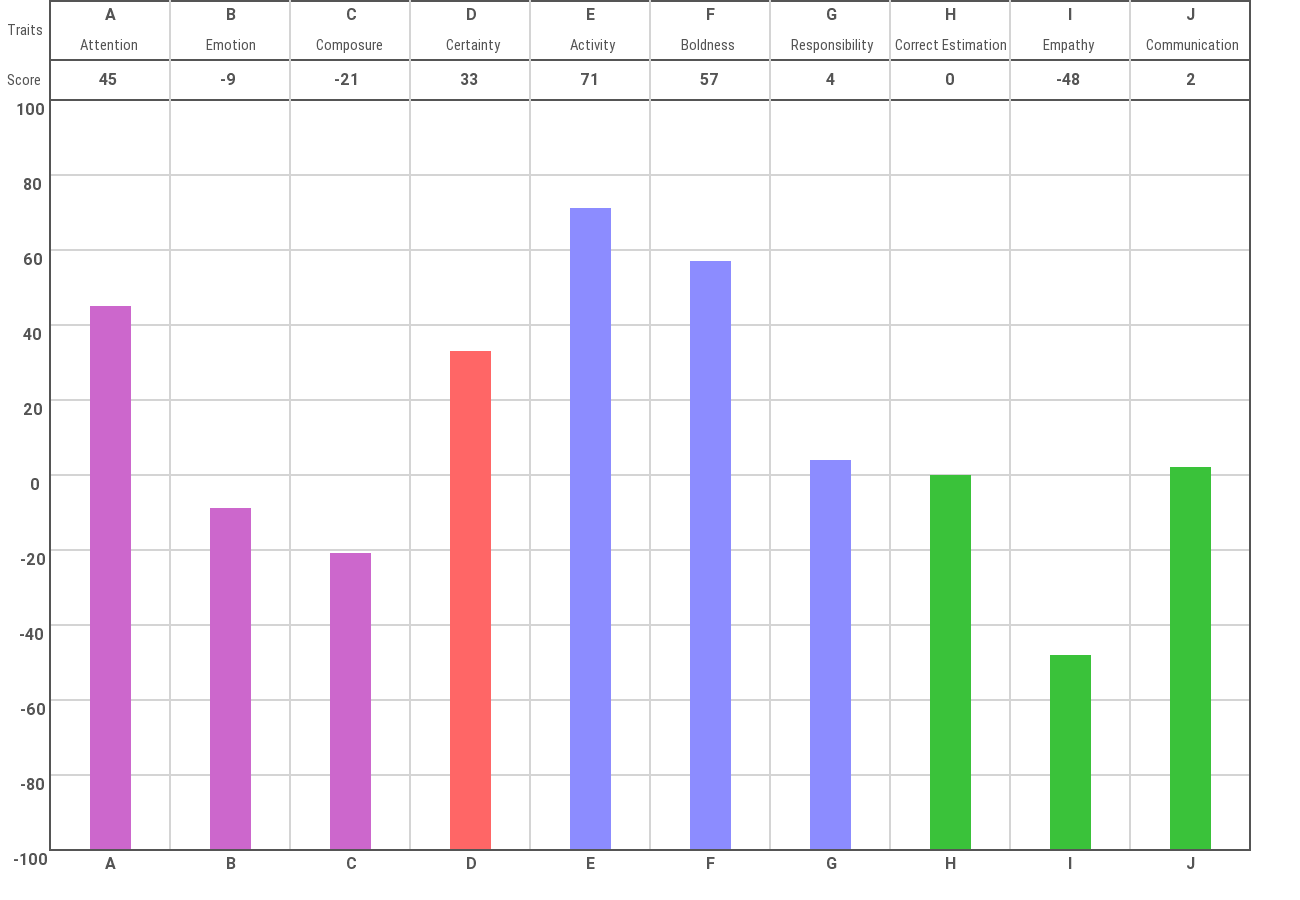 Traits A B C D E F G H I J
Attention Emotion Composure Certainty Activity Boldness Responsibility Correct Estimation Empathy Communication
Score 45 -9 -21 33 71 57 4 0 -48 2
100
80
60
40
20
0
-20
-40
-60
-80
-100
A B C D E F G H I J